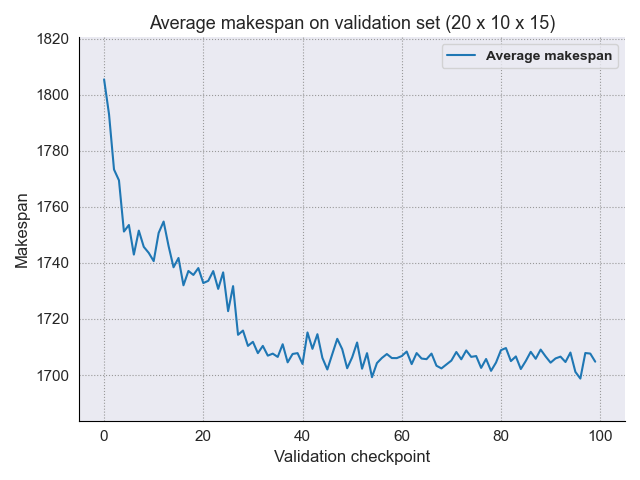 Average makespan on validation set (20 x 10 x 15)
Average makespan
Makespan
1820
1800
1780
1760
1740
1720
1700
0 20 40 60 80 100
Validation checkpoint